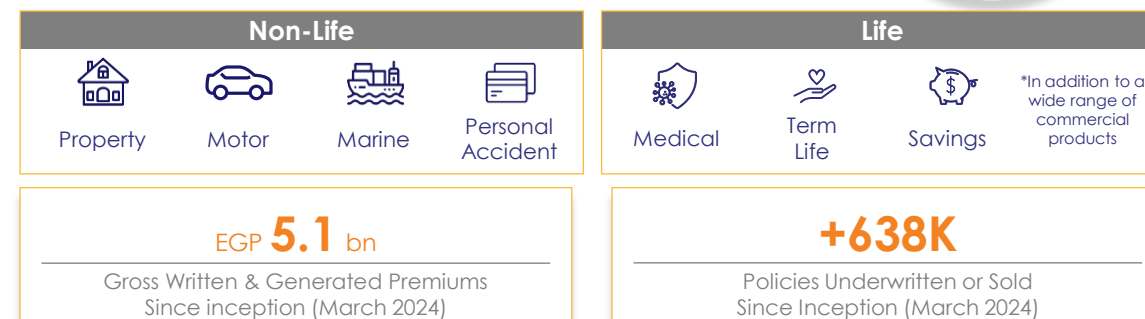 Non-Life
Property
Motor
Marine
Personal
Accident
Life
$
Medical
Term
Life
Savings
*In addition to a
wide range of
commercial
products
EGP 5.1 bn
Gross Written & Generated Premiums
Since inception (March 2024)
+638K
Policies Underwritten or Sold
Since Inception (March 2024)